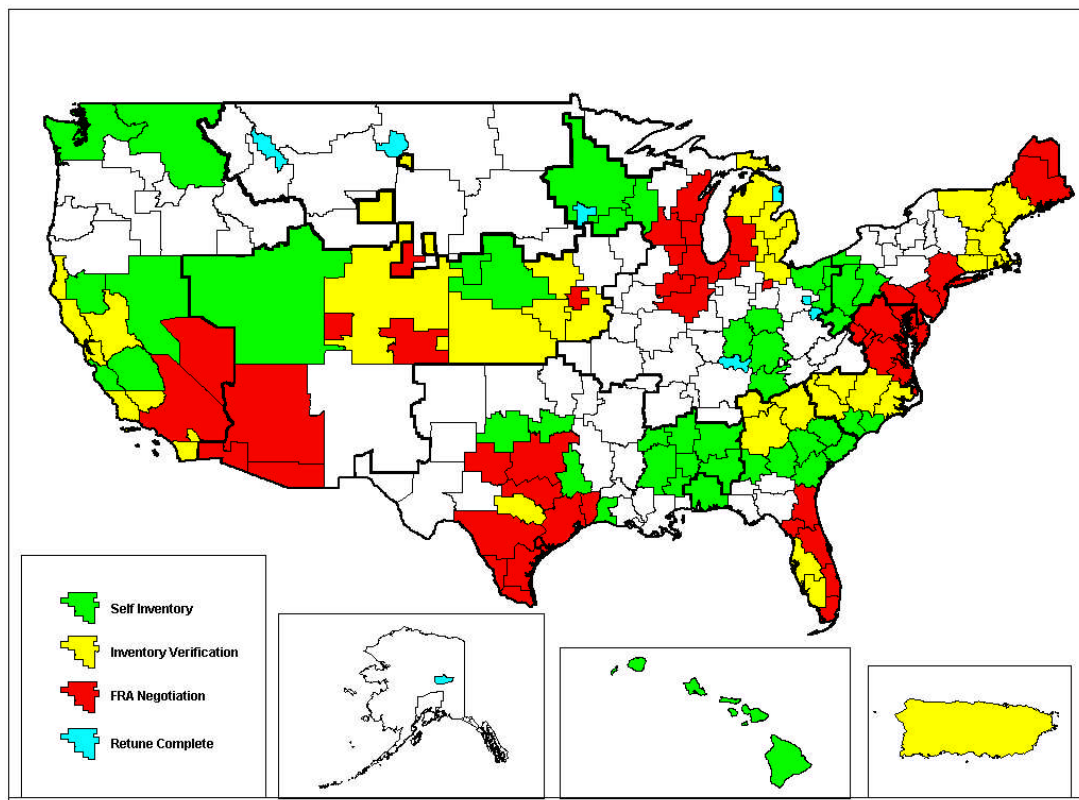 Self Inventory
Inventory Verification
FRA Negotiation
Retune Complete